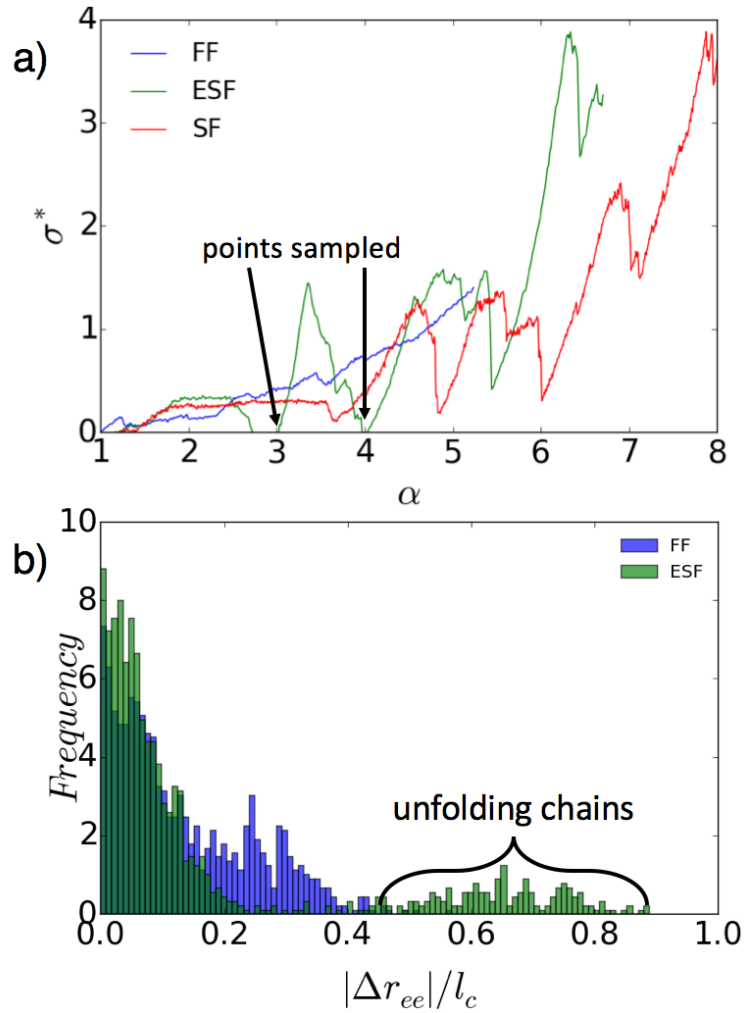 a)
4
3
2
1
0
σ*
FF
ESF
SF
points sampled
1 2 3 4 5 6 7 8
α
b)
10
8
6
4
2
0
Frequency
FF
ESF
unfolding chains
0.0 0.2 0.4 0.6 0.8 1.0
|Δr_ee|/l_c